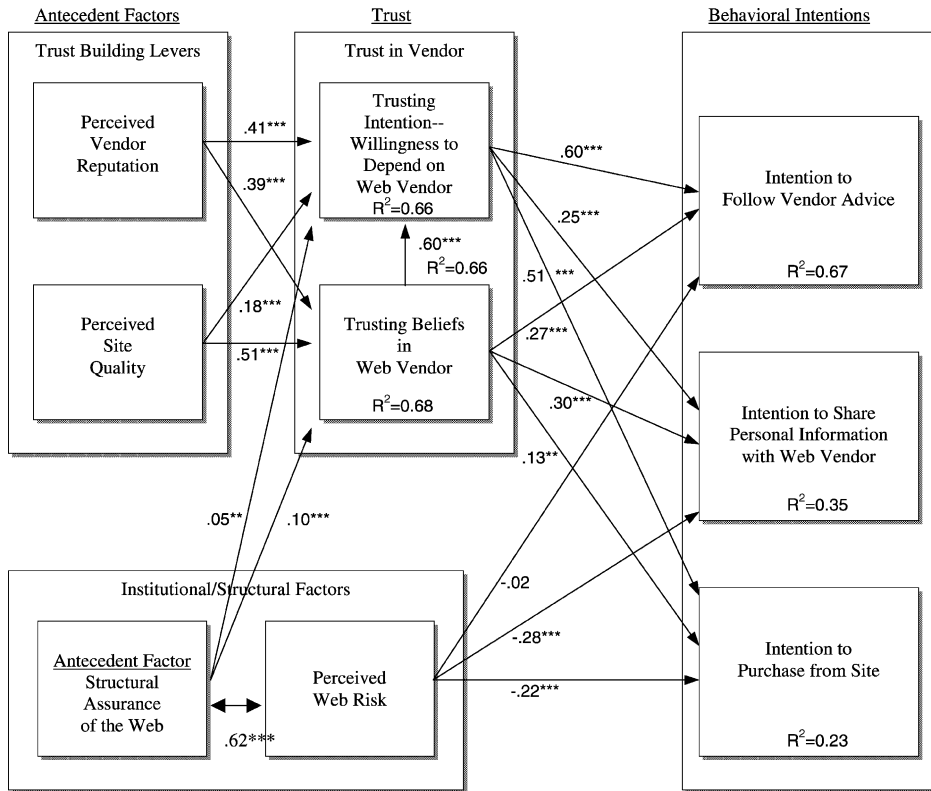 Antecedent Factors
Trust
Behavioral Intentions
Trust Building Levers
Trust in Vendor
Perceived
Vendor
Reputation
Trusting
Intention--
Willingness to
Depend on
Web Vendor
R²=0.66
.41***
.39***
.60***
Intention to
Follow Vendor Advice
R²=0.67
.25***
.60***
R²=0.66
.51 ***
Perceived
Site
Quality
.18***
.51***
Trusting Beliefs
in
Web Vendor
R²=0.68
.27***
.30***
.13**
Intention to Share
Personal Information
with Web Vendor
R²=0.35
.05**
.10***
Institutional/Structural Factors
-.02
-.28***
-.22***
Antecedent Factor
Structural
Assurance
of the Web
.62***
Perceived
Web Risk
Intention to
Purchase from Site
R²=0.23